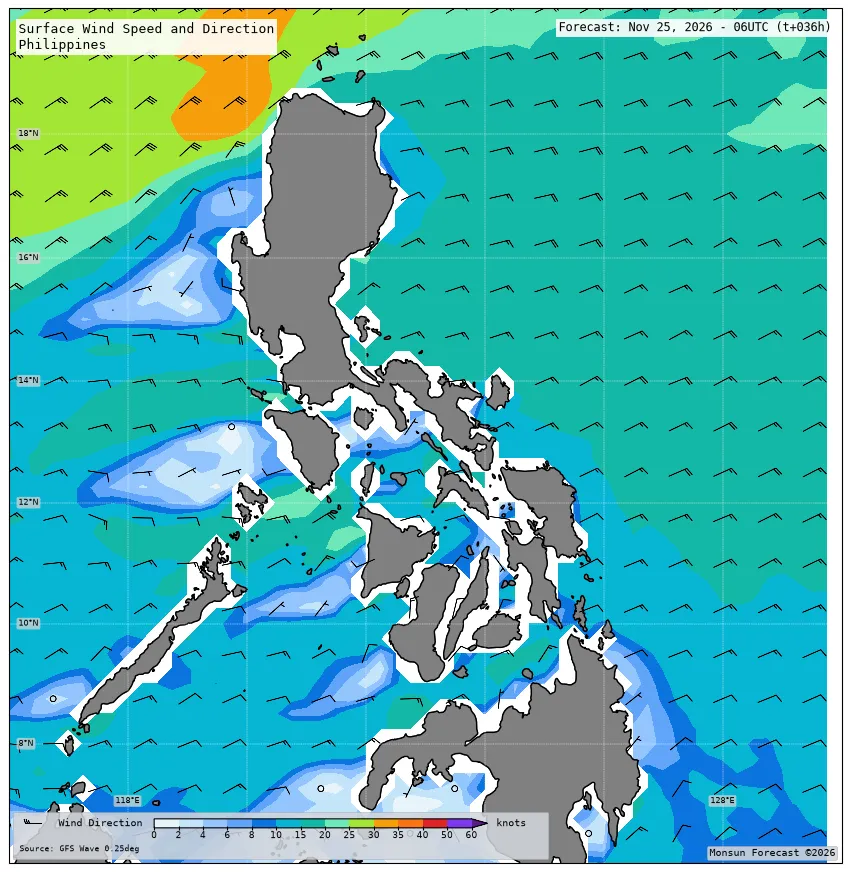 Surface Wind Speed and Direction
Philippines
Forecast: Nov 25, 2026 - 06UTC (t+036h)
18°N
16°N
14°N
12°N
10°N
8°N
118°E
128°E
Wind Direction
0 2 4 6 8 10 15 20 25 30 35 40 50 60 knots
Source: GFS Wave 0.25deg
Monsun Forecast ©2026